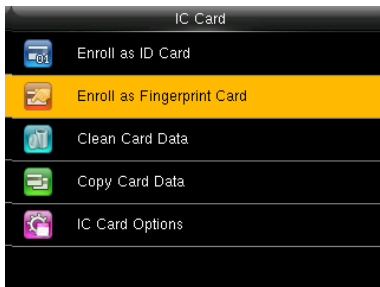 IC Card
01
Enroll as ID Card
Enroll as Fingerprint Card
Clean Card Data
Copy Card Data
IC Card Options